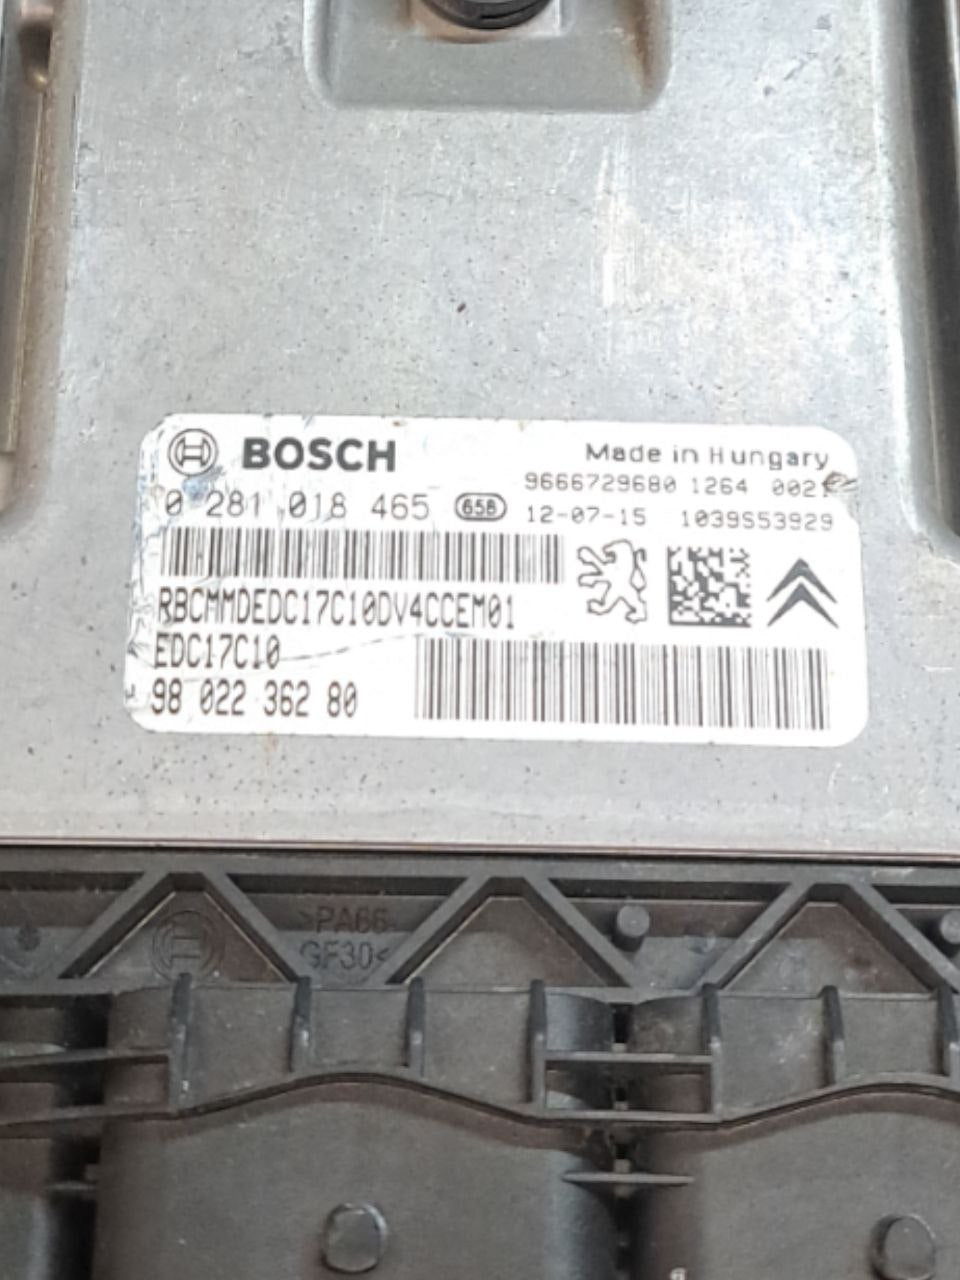 BOSCH
Made in Hungary
9666729680 1264 0021
0 281 018 465 65B 12-07-15 1039S53929
RBCMMDEDC17C10DV4CCEM01
EDC17C10
98 022 362 80
>PA66-
GF30<